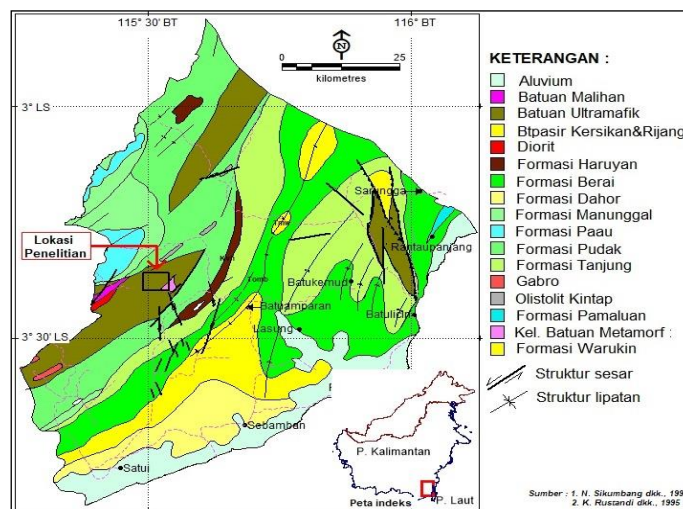 115° 30' BT
116° BT
N
0
25
kilometres
3° LS
3° 30' LS
Lokasi
Penelitian
Sarungga
Rantaupanjang
Batukemud
Batulicin
Batuamparan
Lasung
Sebamban
Satui
KETERANGAN :
Aluvium
Batuan Malihan
Batuan Ultramafik
Btpasir Kersikan&Rijang
Diorit
Formasi Haruyan
Formasi Berai
Formasi Dahor
Formasi Manunggal
Formasi Paau
Formasi Pudak
Formasi Tanjung
Gabro
Olistolit Kintap
Formasi Pamaluan
Kel. Batuan Metamorf :
Formasi Warukin
Struktur sesar
Struktur lipatan
P. Kalimantan
P. Laut
Peta indeks
Sumber : 1. N. Sikumbang dkk., 199
2. K. Rustandi dkk., 1995